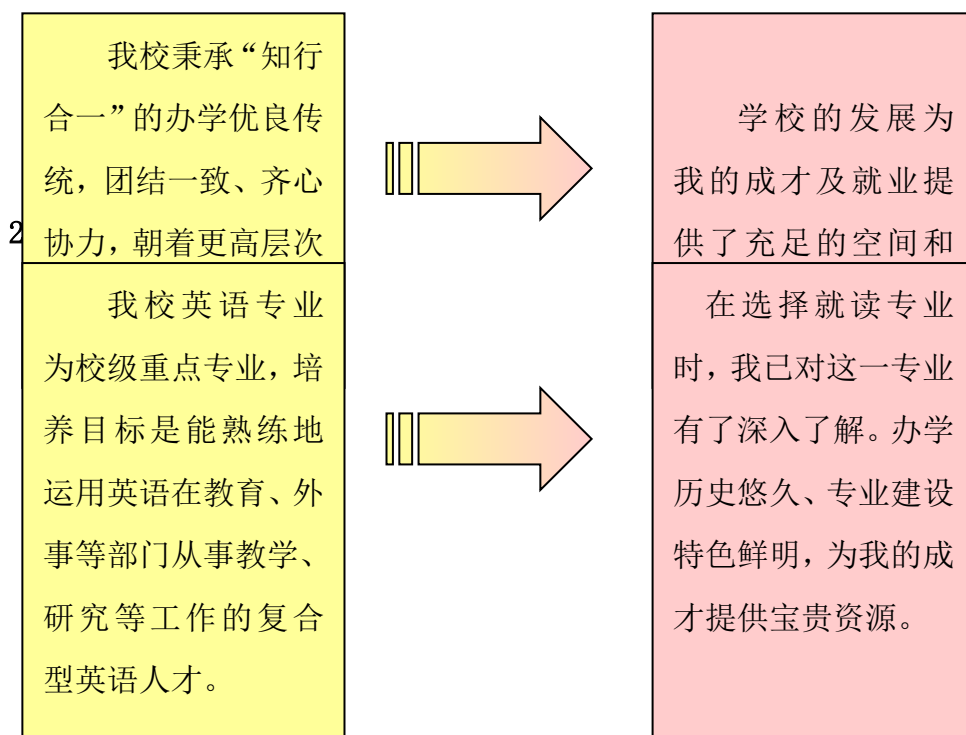 我校秉承“知行
合一”的办学优良传
统，团结一致、齐心
协力，朝着更高层次
学校的发展为
我的成才及就业提
供了充足的空间和
2
我校英语专业
为校级重点专业，培
养目标是能熟练地
运用英语在教育、外
事等部门从事教学、
研究等工作的复合
型英语人才。
在选择就读专业
时，我已对这一专业
有了深入了解。办学
历史悠久、专业建设
特色鲜明，为我的成
才提供宝贵资源。